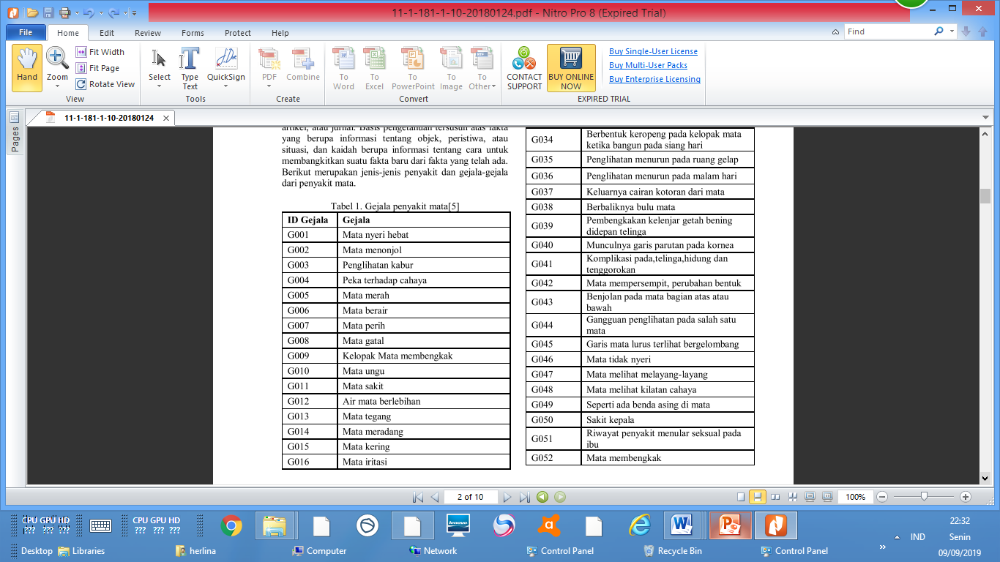 11-1-181-1-10-20180124.pdf - Nitro Pro 8 (Expired Trial)
File Home Edit Review Forms Protect Help
Find
Hand
Zoom
Fit Width
Fit Page
Rotate View
View
Select
Type Text
QuickSign
Tools
PDF
Combine
Create
To Word
To Excel
To PowerPoint
To Image
To Other
Convert
CONTACT SUPPORT
BUY ONLINE NOW
Buy Single-User License
Buy Multi-User Packs
Buy Enterprise Licensing
EXPIRED TRIAL
11-1-181-1-10-20180124
Pages
artikel, atau jurnal. Basis pengetahuan tersusun atas fakta
yang berupa informasi tentang objek, peristiwa, atau
situasi, dan kaidah berupa informasi tentang cara untuk
membangkitkan suatu fakta baru dari fakta yang telah ada.
Berikut merupakan jenis-jenis penyakit dan gejala-gejala
dari penyakit mata.
Tabel 1. Gejala penyakit mata[5]
ID Gejala Gejala
G001 Mata nyeri hebat
G002 Mata menonjol
G003 Penglihatan kabur
G004 Peka terhadap cahaya
G005 Mata merah
G006 Mata berair
G007 Mata perih
G008 Mata gatal
G009 Kelopak Mata membengkak
G010 Mata ungu
G011 Mata sakit
G012 Air mata berlebihan
G013 Mata tegang
G014 Mata meradang
G015 Mata kering
G016 Mata iritasi
G034 Berbentuk keropeng pada kelopak mata
ketika bangun pada siang hari
G035 Penglihatan menurun pada ruang gelap
G036 Penglihatan menurun pada malam hari
G037 Keluarnya cairan kotoran dari mata
G038 Berbaliknya bulu mata
G039 Pembengkakan kelenjar getah bening
didepan telinga
G040 Munculnya garis parutan pada kornea
G041 Komplikasi pada,telinga,hidung dan
tenggorokan
G042 Mata mempersempit, perubahan bentuk
G043 Benjolan pada mata bagian atas atau
bawah
G044 Gangguan penglihatan pada salah satu
mata
G045 Garis mata lurus terlihat bergelombang
G046 Mata tidak nyeri
G047 Mata melihat melayang-layang
G048 Mata melihat kilatan cahaya
G049 Seperti ada benda asing di mata
G050 Sakit kepala
G051 Riwayat penyakit menular seksual pada
ibu
G052 Mata membengkak
2 of 10
100%
CPU GPU HD
??? ??? ???
CPU GPU HD
??? ??? ???
lenovo
IND
22:32
Senin
09/09/2019
Desktop Libraries herlina Computer Network Control Panel Recycle Bin Control Panel